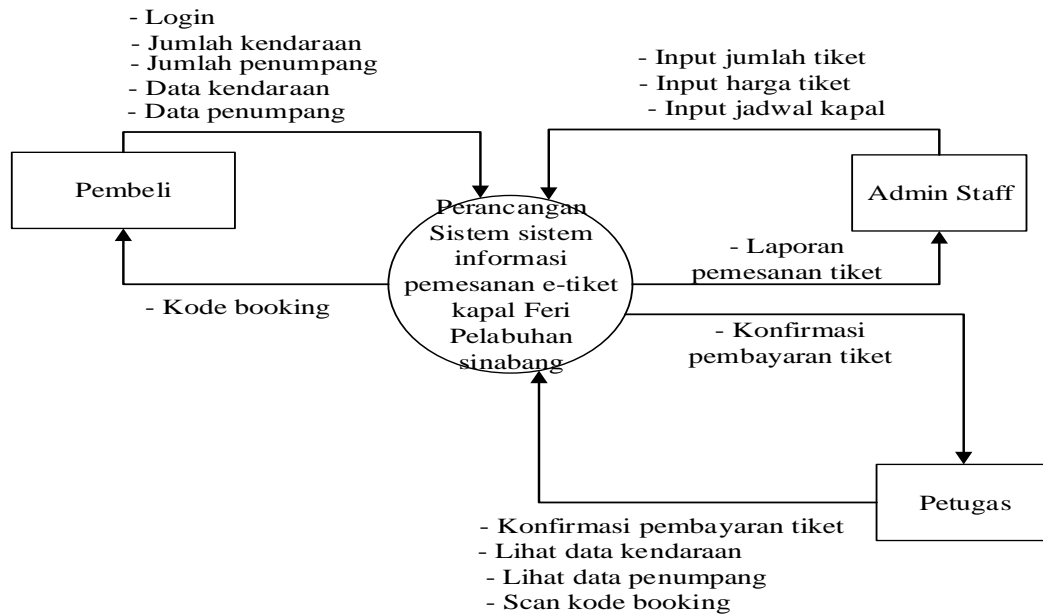 - Login
- Jumlah kendaraan
- Jumlah penumpang
- Data kendaraan
- Data penumpang
- Input jumlah tiket
- Input harga tiket
- Input jadwal kapal
Pembeli
Admin Staff
Perancangan
Sistem sistem
informasi
pemesanan e-tiket
kapal Feri
Pelabuhan
sinabang
- Kode booking
- Laporan
pemesanan tiket
- Konfirmasi
pembayaran tiket
Petugas
- Konfirmasi pembayaran tiket
- Lihat data kendaraan
- Lihat data penumpang
- Scan kode booking